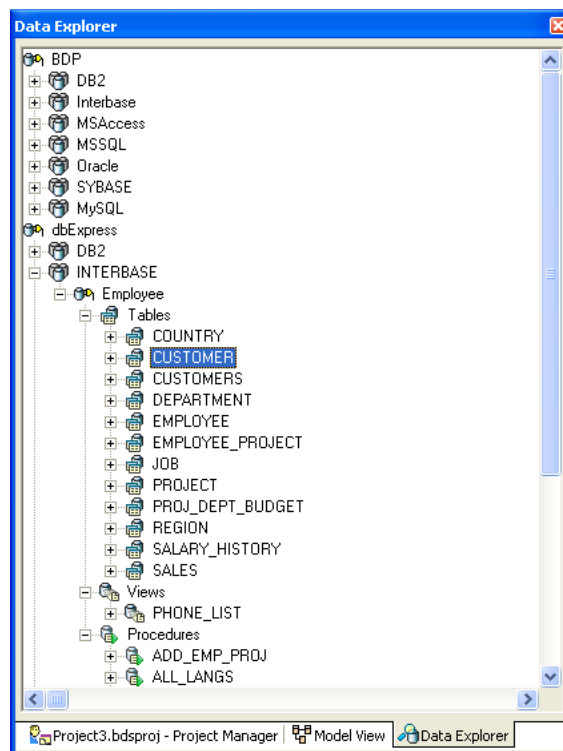 Data Explorer
BDP
DB2
Interbase
MSAccess
MSSQL
Oracle
SYBASE
MySQL
dbExpress
DB2
INTERBASE
Employee
Tables
COUNTRY
CUSTOMER
CUSTOMERS
DEPARTMENT
EMPLOYEE
EMPLOYEE_PROJECT
JOB
PROJECT
PROJ_DEPT_BUDGET
REGION
SALARY_HISTORY
SALES
Views
PHONE_LIST
Procedures
ADD_EMP_PROJ
ALL_LANGS
Project3.bdsproj - Project Manager Model View Data Explorer